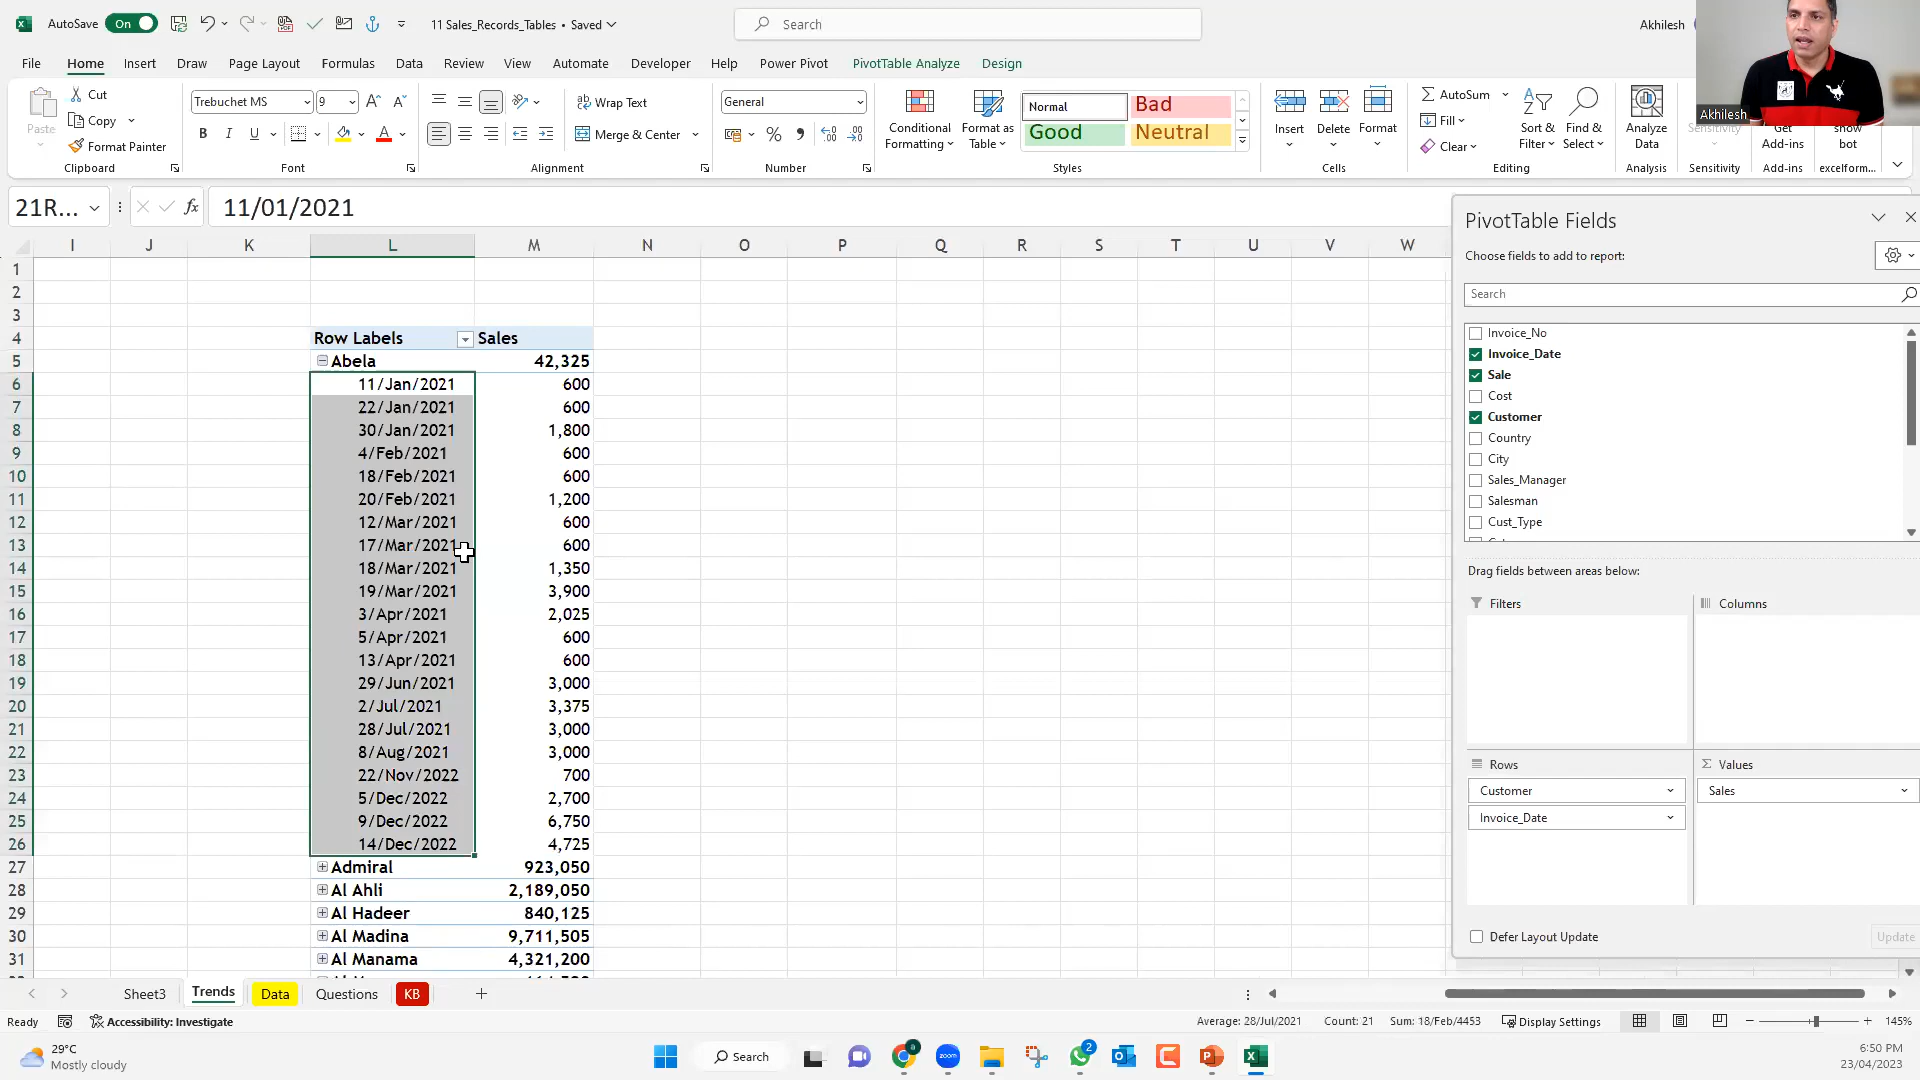 AutoSave On 11 Sales_Records_Tables • Saved Search Akhilesh
File Home Insert Draw Page Layout Formulas Data Review View Automate Developer Help Power Pivot PivotTable Analyze Design
Paste Cut Copy Format Painter Clipboard
Trebuchet MS 9 B I U A Font
Wrap Text Merge & Center Alignment
General % Number
Conditional Formatting Format as Table
Normal Bad Good Neutral Styles
Insert Delete Format Cells
AutoSum Fill Clear Sort & Filter Find & Select Editing
Analyze Data Analysis
Sensitivity Sensitivity
Get Add-ins Add-ins
show bot excelform...
Akhilesh
21R... fx 11/01/2021
I J K L M N O P Q R S T U V W
1
2
3
4 Row Labels Sales
5 Abela 42,325
6 11/Jan/2021 600
7 22/Jan/2021 600
8 30/Jan/2021 1,800
9 4/Feb/2021 600
10 18/Feb/2021 600
11 20/Feb/2021 1,200
12 12/Mar/2021 600
13 17/Mar/2021 600
14 18/Mar/2021 1,350
15 19/Mar/2021 3,900
16 3/Apr/2021 2,025
17 5/Apr/2021 600
18 13/Apr/2021 600
19 29/Jun/2021 3,000
20 2/Jul/2021 3,375
21 28/Jul/2021 3,000
22 8/Aug/2021 3,000
23 22/Nov/2022 700
24 5/Dec/2022 2,700
25 9/Dec/2022 6,750
26 14/Dec/2022 4,725
27 Admiral 923,050
28 Al Ahli 2,189,050
29 Al Hadeer 840,125
30 Al Madina 9,711,505
31 Al Manama 4,321,200
PivotTable Fields
Choose fields to add to report:
Search
Invoice_No
Invoice_Date
Sale
Cost
Customer
Country
City
Sales_Manager
Salesman
Cust_Type
Drag fields between areas below:
Filters Columns
Rows Values
Customer Sales
Invoice_Date
Defer Layout Update Update
Sheet3 Trends Data Questions KB
Ready Accessibility: Investigate Average: 28/Jul/2021 Count: 21 Sum: 18/Feb/4453 Display Settings 145%
29°C
Mostly cloudy
Search
zoom
2
6:50 PM
23/04/2023